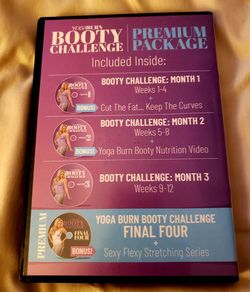 YOGA BURN
BOOTY
CHALLENGE
PREMIUM
PACKAGE
Included Inside:
BOOTY CHALLENGE: MONTH 1
Weeks 1-4
+
BONUS!
Cut The Fat... Keep The Curves
BOOTY CHALLENGE: MONTH 2
Weeks 5-8
+
BONUS!
Yoga Burn Booty Nutrition Video
BOOTY CHALLENGE: MONTH 3
Weeks 9-12
PREMIUM
YOGA BURN BOOTY CHALLENGE
FINAL FOUR
+
FINAL
FOUR
BONUS!
Sexy Flexy Stretching Series